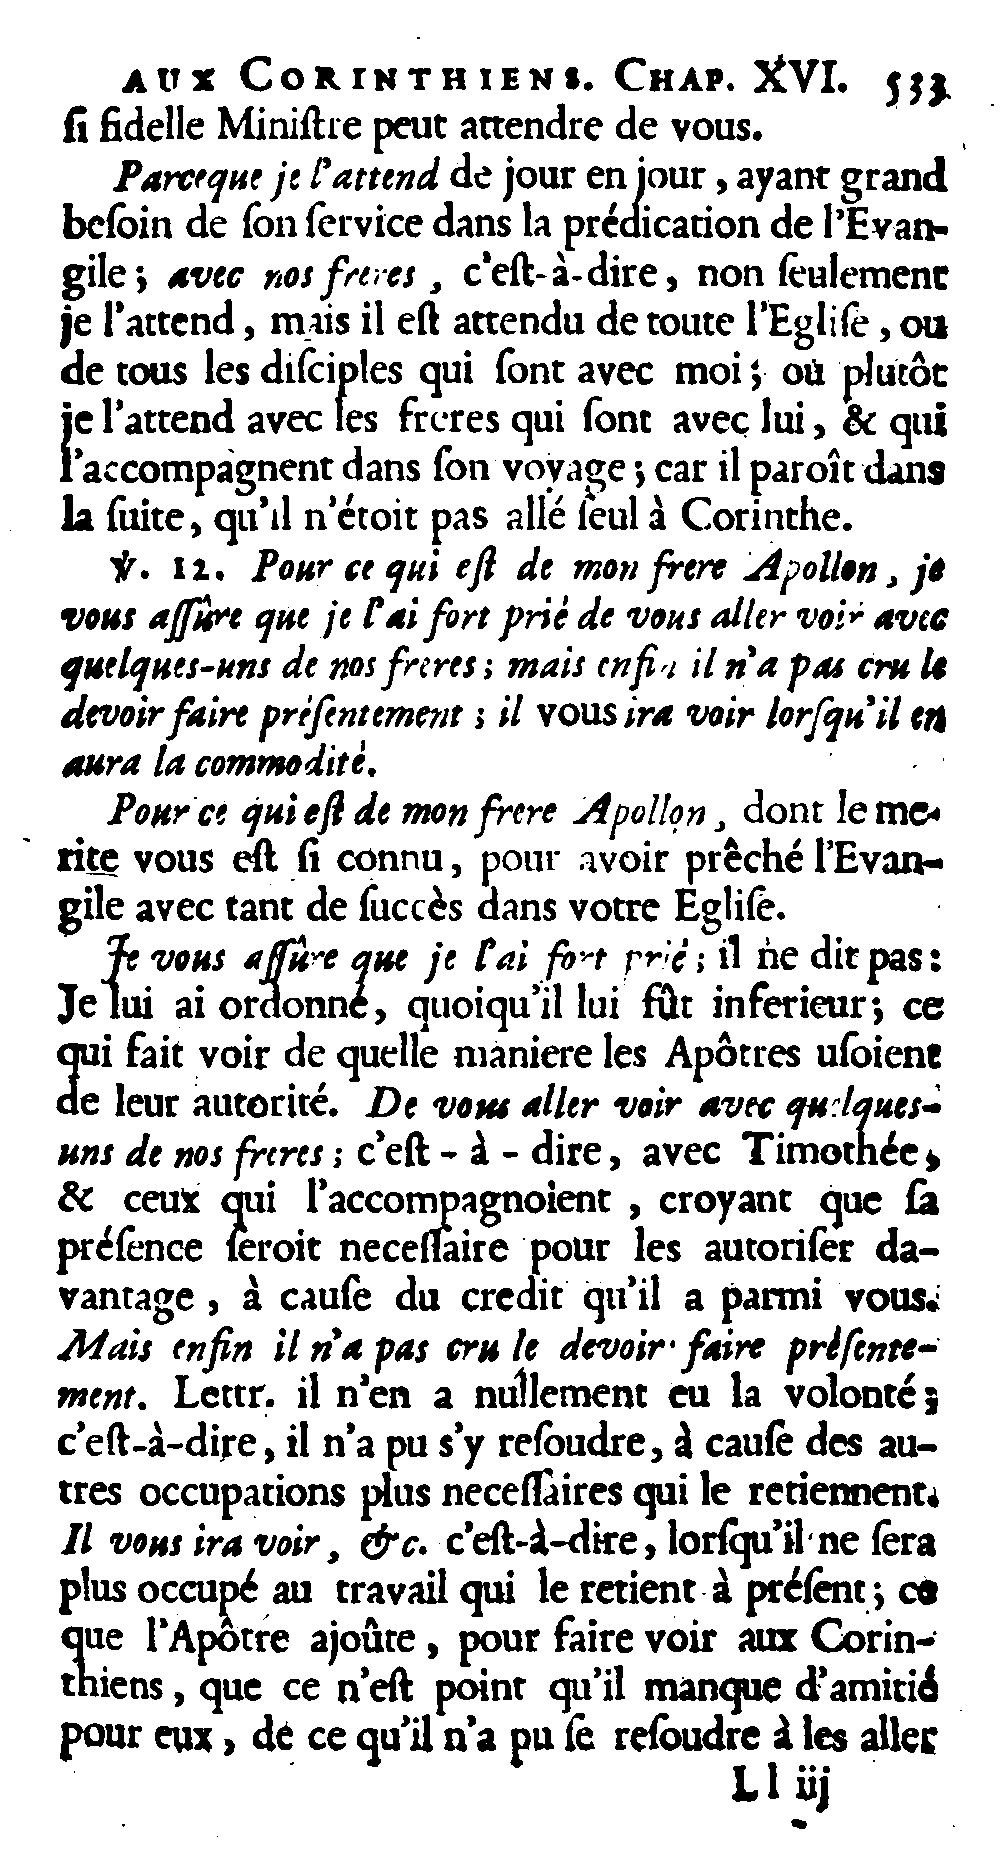 AUX CORINTHIENS. CHAP. XVI. 533
ſi fidelle Miniſtre peut attendre de vous.
Parceque je l'attend de jour en jour, ayant grand
beſoin de ſon ſervice dans la prédication de l'Evan-
gile; avec nos freres, c'eſt-à-dire, non ſeulement
je l'attend, mais il eſt attendu de toute l'Egliſe, ou
de tous les diſciples qui ſont avec moi; ou plutôt
je l'attend avec les freres qui ſont avec lui, & qui
l'accompagnent dans ſon voyage; car il paroît dans
la ſuite, qu'il n'étoit pas allé ſeul à Corinthe.
℣. 12. Pour ce qui eſt de mon frere Apollon, je
vous aſſûre que je l'ai fort prié de vous aller voir avec
quelques-uns de nos freres; mais enfin il n'a pas cru le
devoir faire préſentement; il vous ira voir lorſqu'il en
aura la commodité.
Pour ce qui eſt de mon frere Apollon, dont le me-
rite vous eſt ſi connu, pour avoir prêché l'Evan-
gile avec tant de ſuccès dans votre Egliſe.
Je vous aſſûre que je l'ai fort prié; il ne dit pas:
Je lui ai ordonné, quoiqu'il lui fût inferieur; ce
qui fait voir de quelle maniere les Apôtres uſoient
de leur autorité. De vous aller voir avec quelques-
uns de nos freres; c'eſt-à-dire, avec Timothée,
& ceux qui l'accompagnoient, croyant que ſa
préſence ſeroit neceſſaire pour les autoriſer da-
vantage, à cauſe du credit qu'il a parmi vous.
Mais enfin il n'a pas cru le devoir faire préſente-
ment. Lettr. il n'en a nullement eu la volonté;
c'eſt-à-dire, il n'a pu s'y reſoudre, à cauſe des au-
tres occupations plus neceſſaires qui le retiennent.
Il vous ira voir, &c. c'eſt-à-dire, lorſqu'il ne ſera
plus occupé au travail qui le retient à préſent; ce
que l'Apôtre ajoûte, pour faire voir aux Corin-
thiens, que ce n'eſt point qu'il manque d'amitié
pour eux, de ce qu'il n'a pu ſe reſoudre à les aller
Ll iij